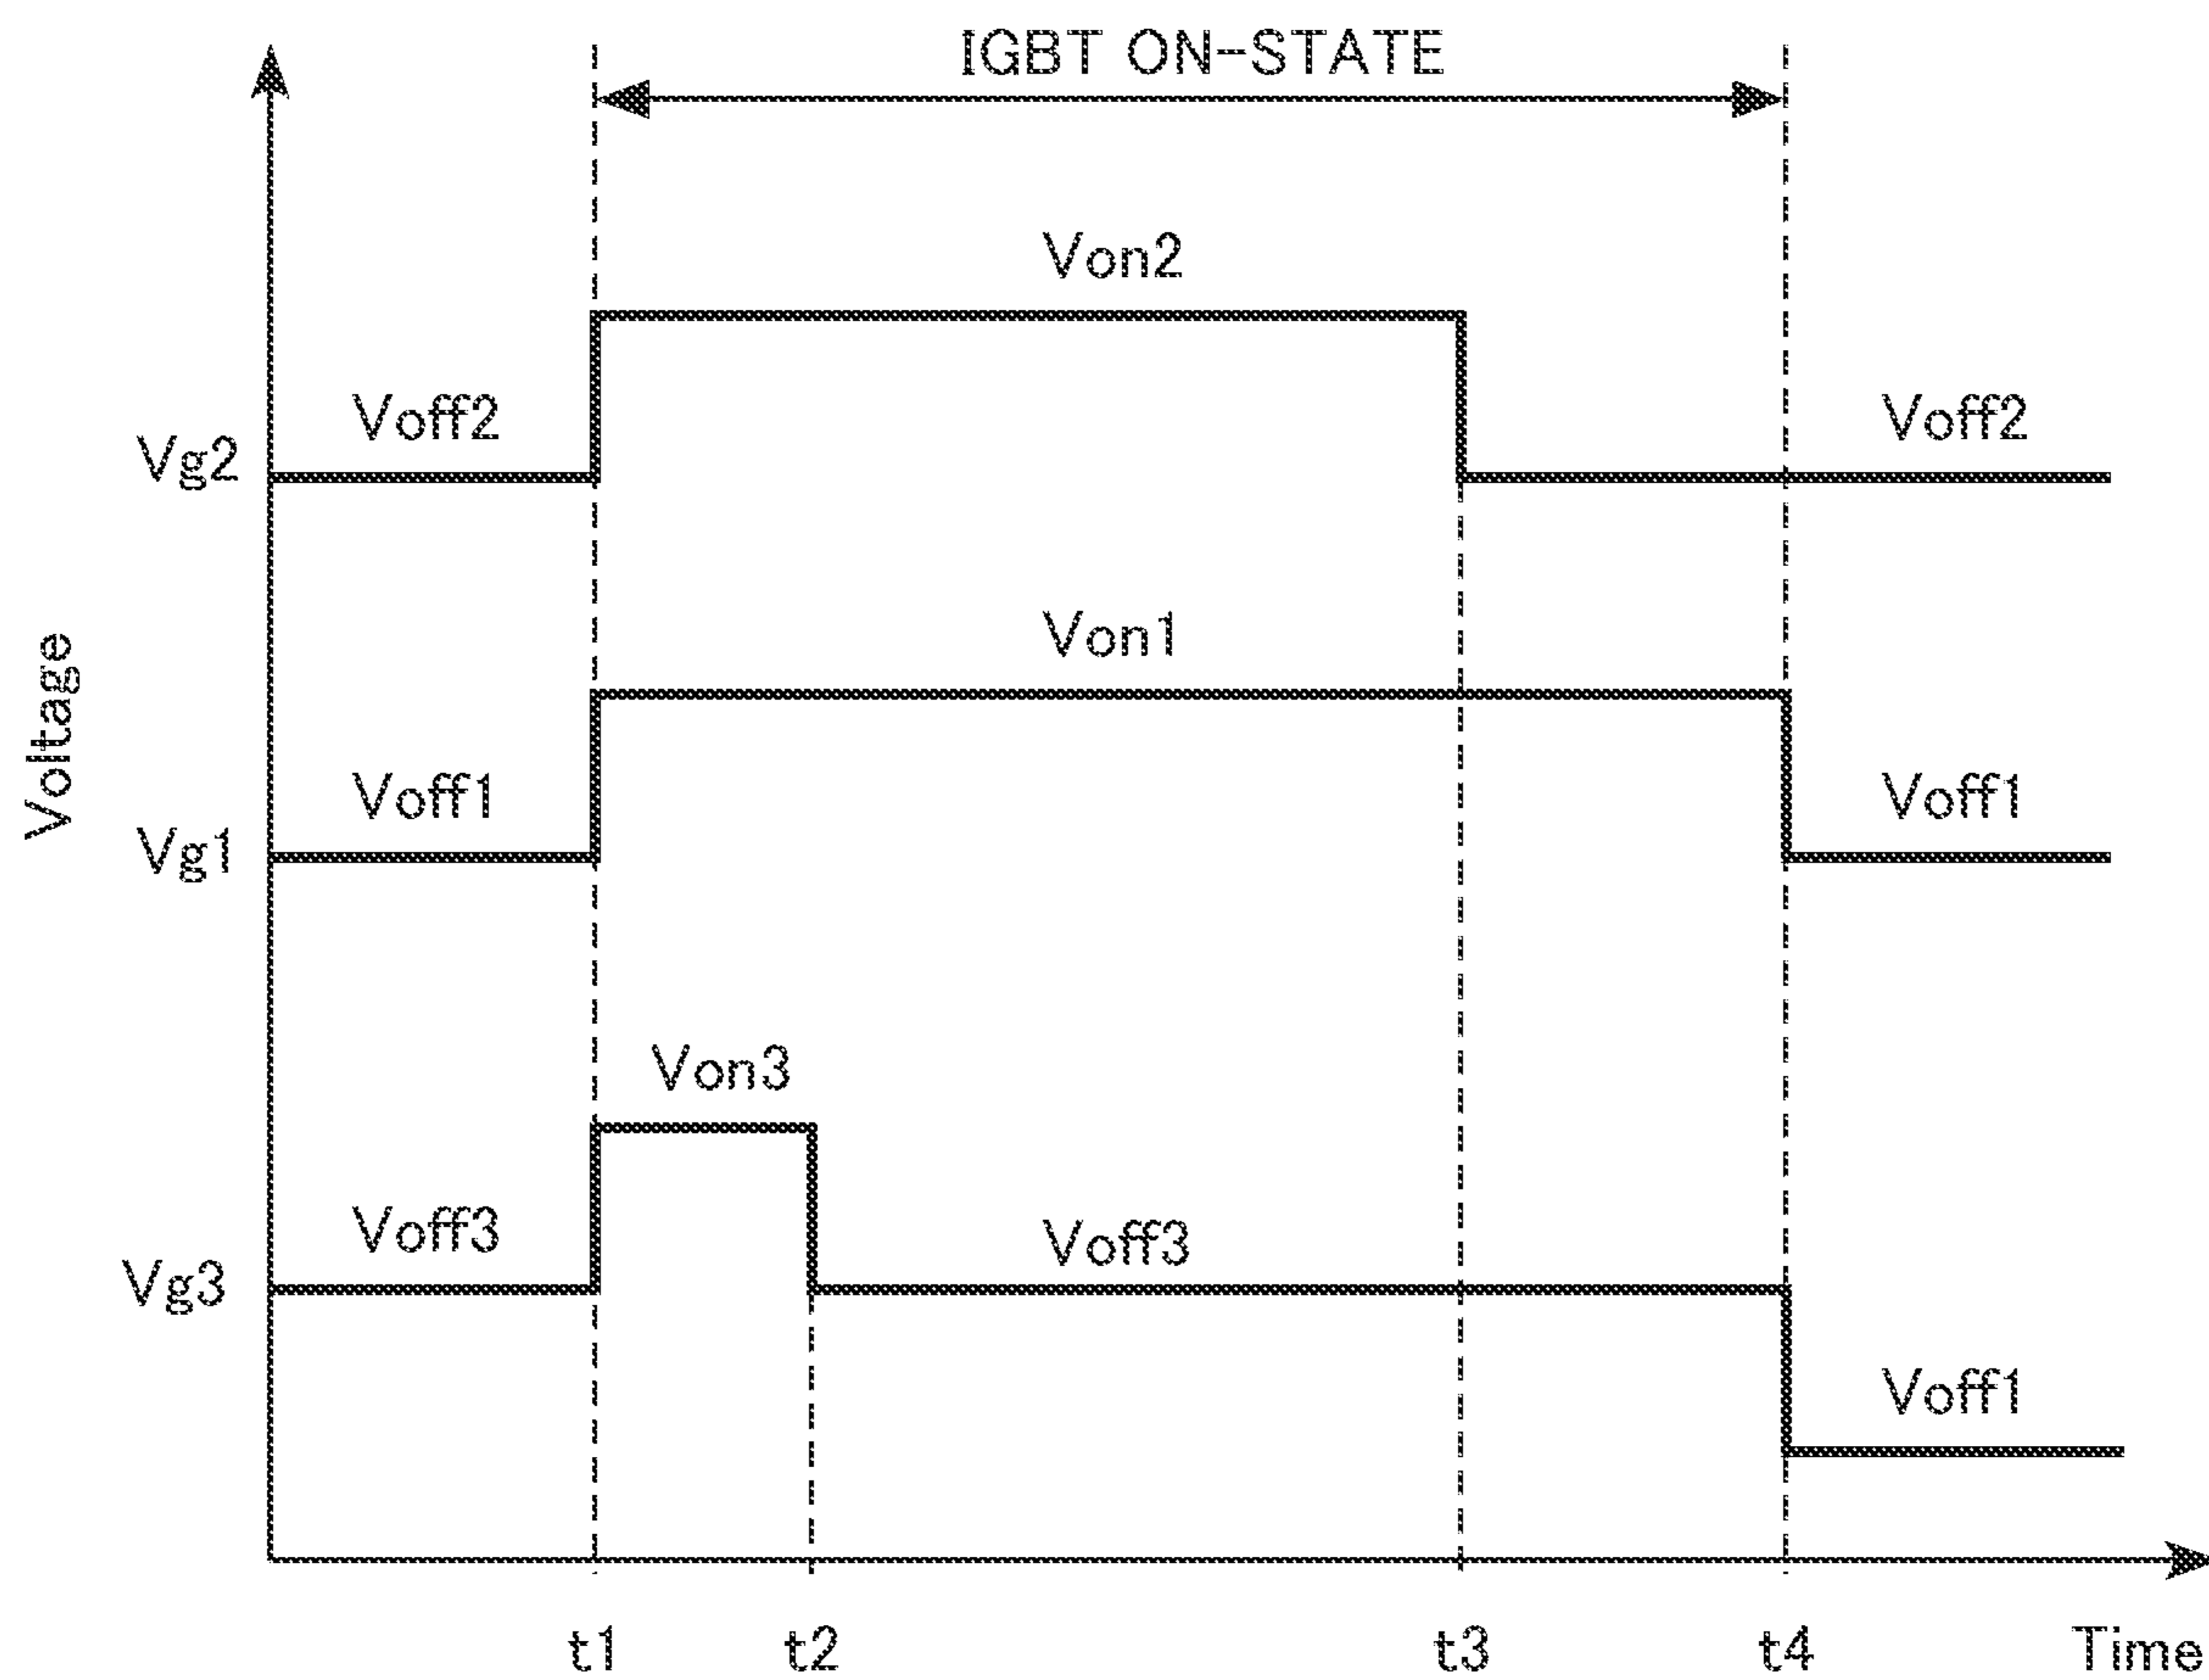 IGBT ON-STATE
Von2
Voff2
Voff2
Vg2
Von1
Voltage
Voff1
Voff1
Vg1
Von3
Voff3
Voff3
Vg3
Voff1
t1
t2
t3
t4
Time